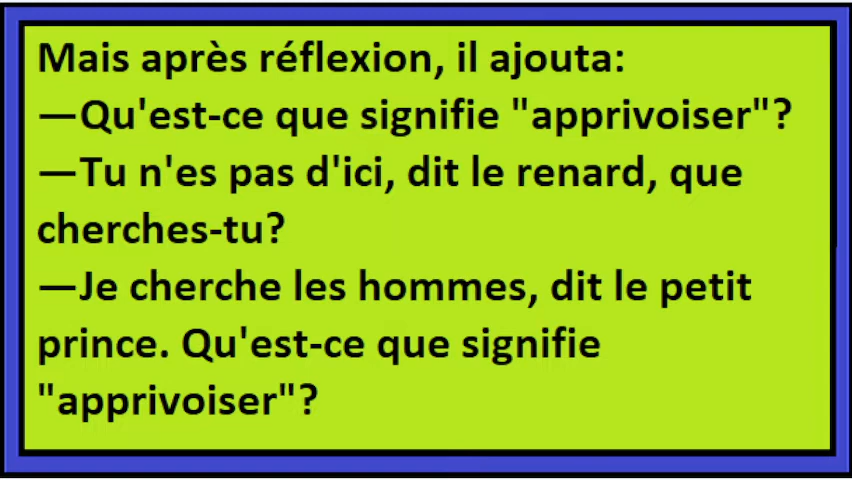 Mais après réflexion, il ajouta:
—Qu'est-ce que signifie "apprivoiser"?
—Tu n'es pas d'ici, dit le renard, que
cherches-tu?
—Je cherche les hommes, dit le petit
prince. Qu'est-ce que signifie
"apprivoiser"?